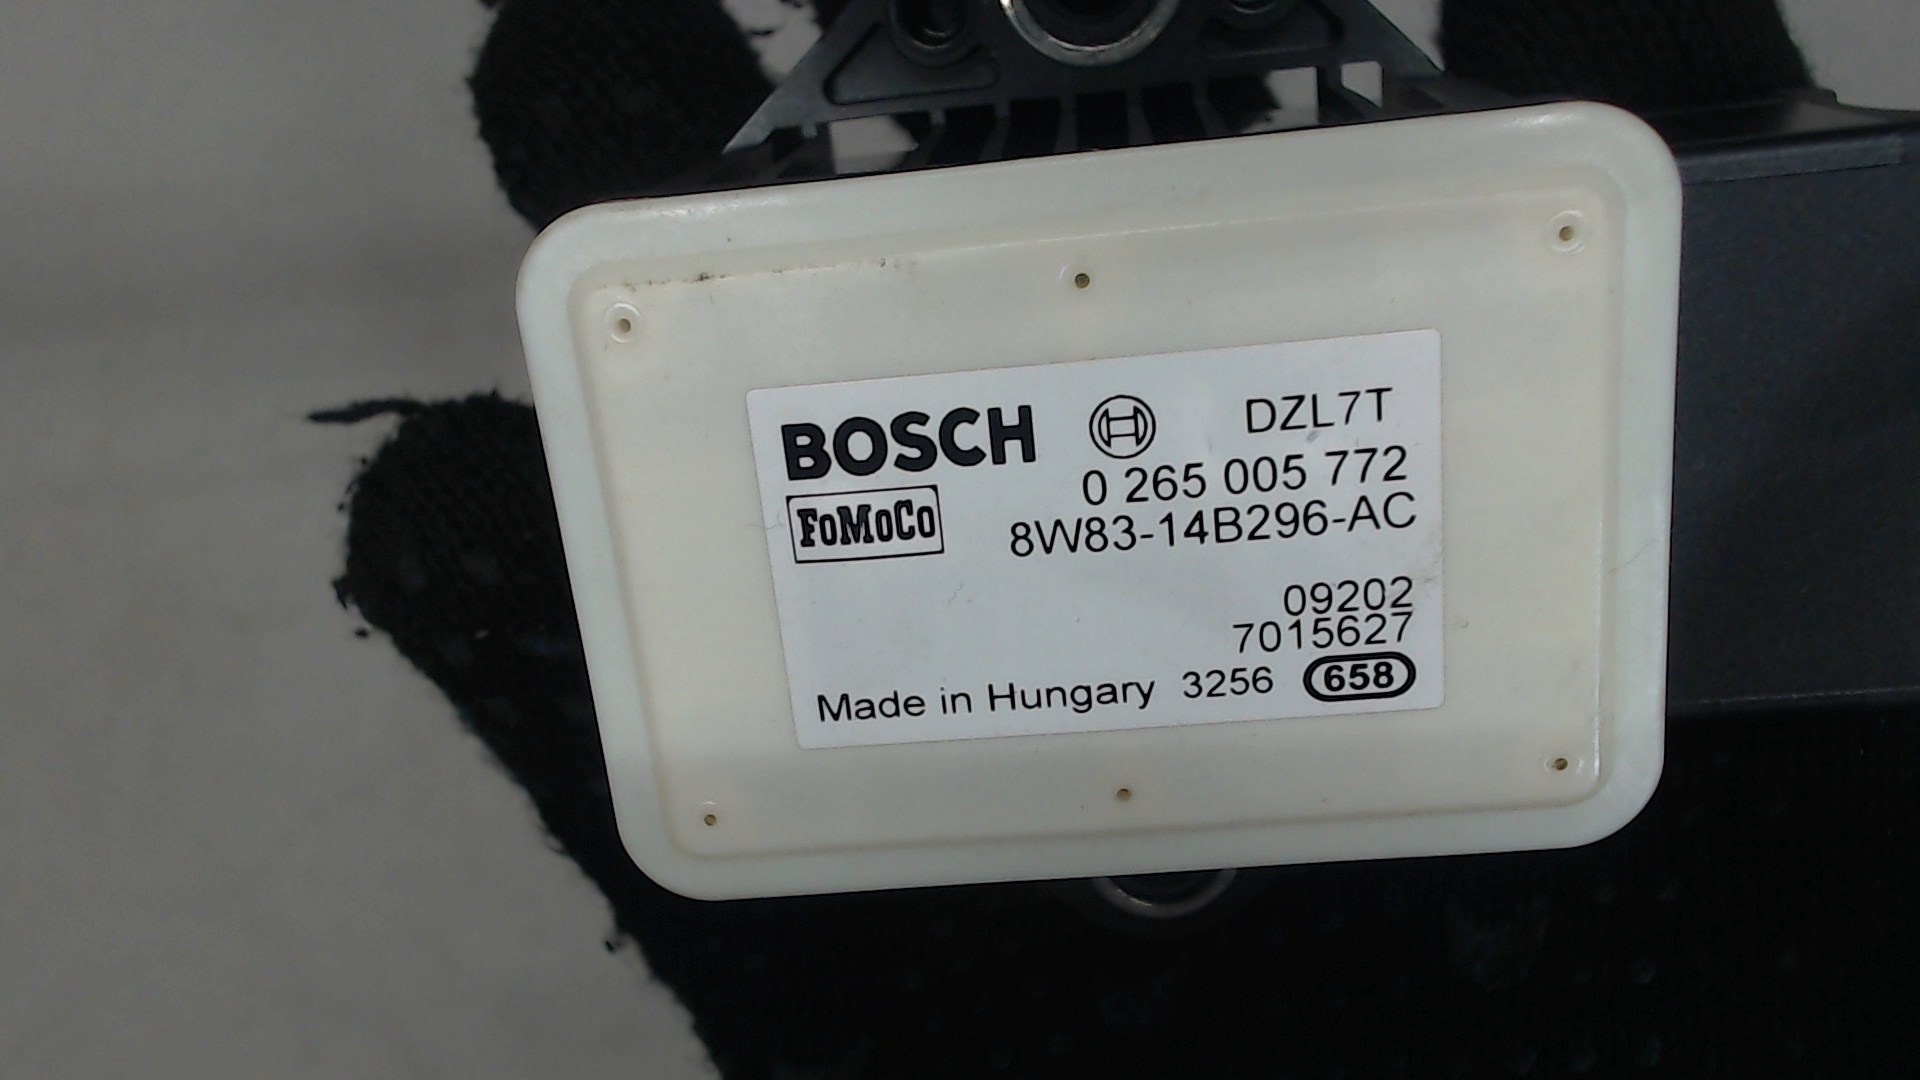 BOSCH DZL7T
0 265 005 772
FoMoCo 8W83-14B296-AC
09202
7015627
Made in Hungary 3256 658